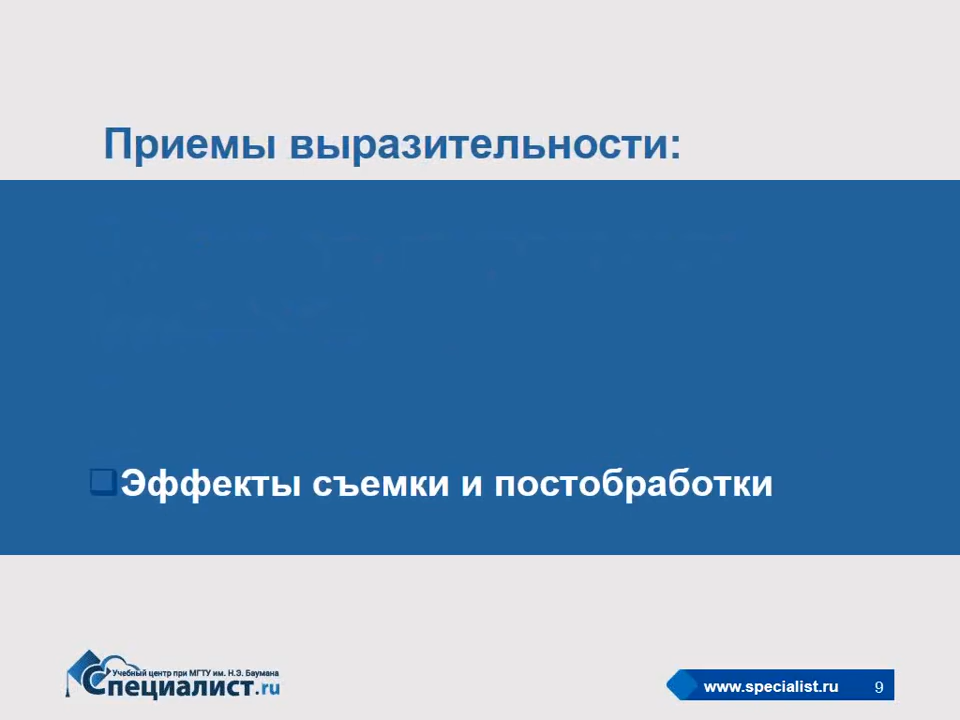 Приемы выразительности:
Эффекты съемки и постобработки
Учебный центр при МГТУ им. Н.Э. Баумана
Специалист.ru
www.specialist.ru 9